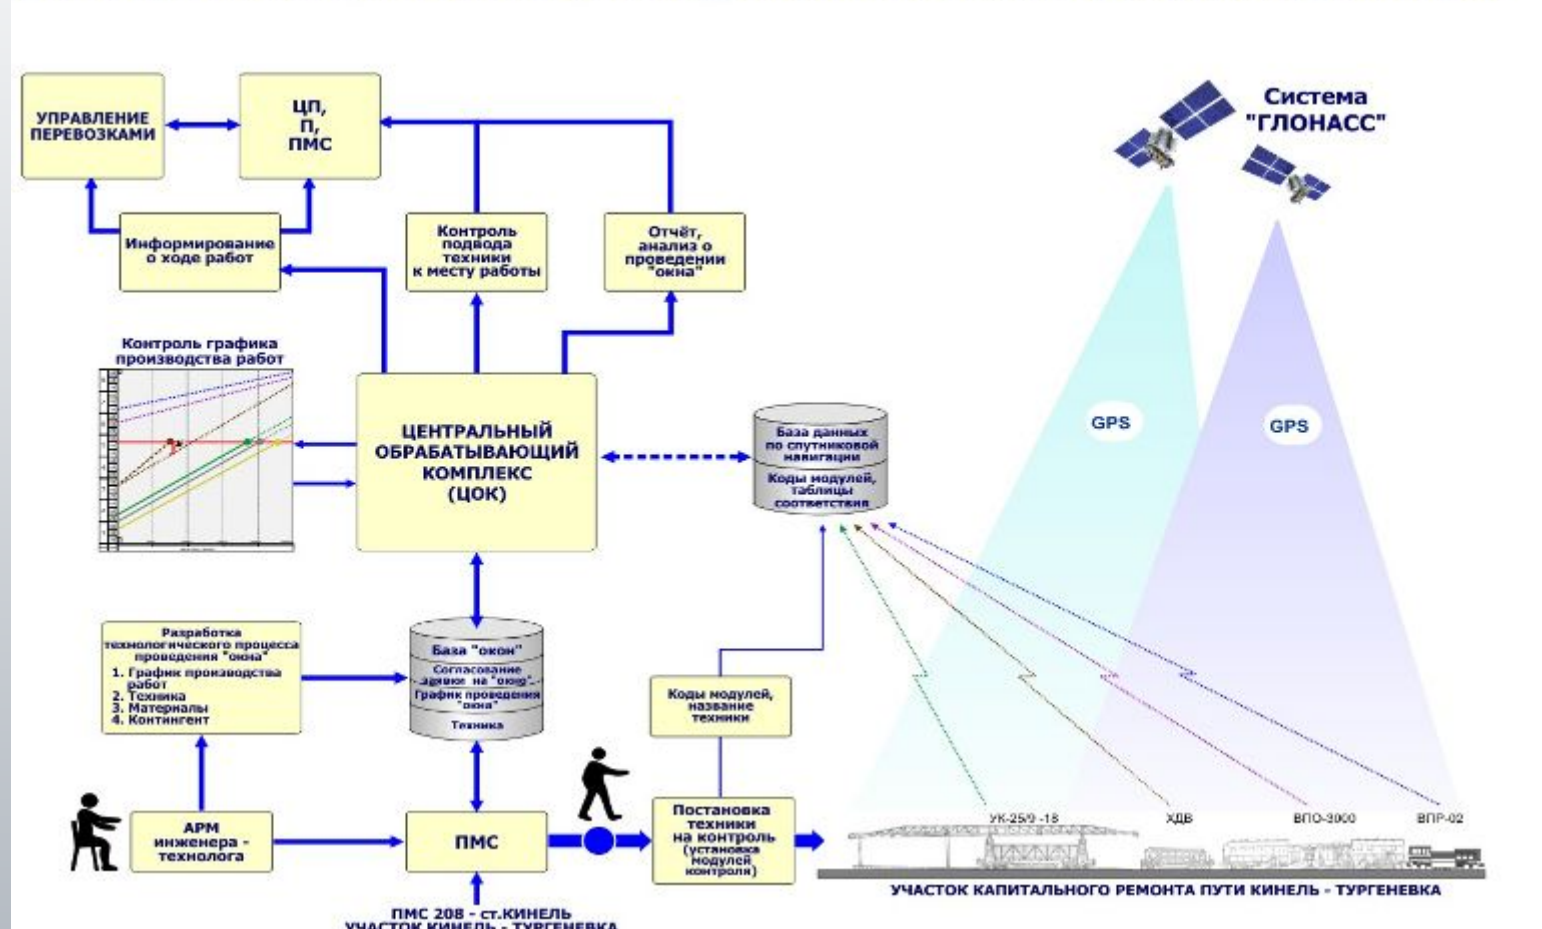 УПРАВЛЕНИЕ
ПЕРЕВОЗКАМИ
ЦП,
П,
ПМС
Система
"ГЛОНАСС"
Информирование
о ходе работ
Контроль
подвода
техники
к месту работы
Отчёт,
анализ о
проведении
"окна"
Контроль графика
производства работ
ЦЕНТРАЛЬНЫЙ
ОБРАБАТЫВАЮЩИЙ
КОМПЛЕКС
(ЦОК)
База данных
по спутниковой
навигации
Коды модулей,
таблицы
соответствия
GPS
GPS
Разработка
технологического процесса
проведения "окна"
1. График производства
работ
2. Техника
3. Материалы
4. Контингент
База "окон"
Согласование
заявки на "окно"
График проведения
"окна"
Техника
Коды модулей,
название
техники
АРМ
инженера -
технолога
ПМС
Постановка
техники
на контроль
(установка
модулей
контроля)
УК-25/9 -18
ХДВ
ВПО-3000
ВПР-02
УЧАСТОК КАПИТАЛЬНОГО РЕМОНТА ПУТИ КИНЕЛЬ - ТУРГЕНЕВКА
ПМС 208 - ст.КИНЕЛЬ
УЧАСТОК КИНЕЛЬ - ТУРГЕНЕВКА